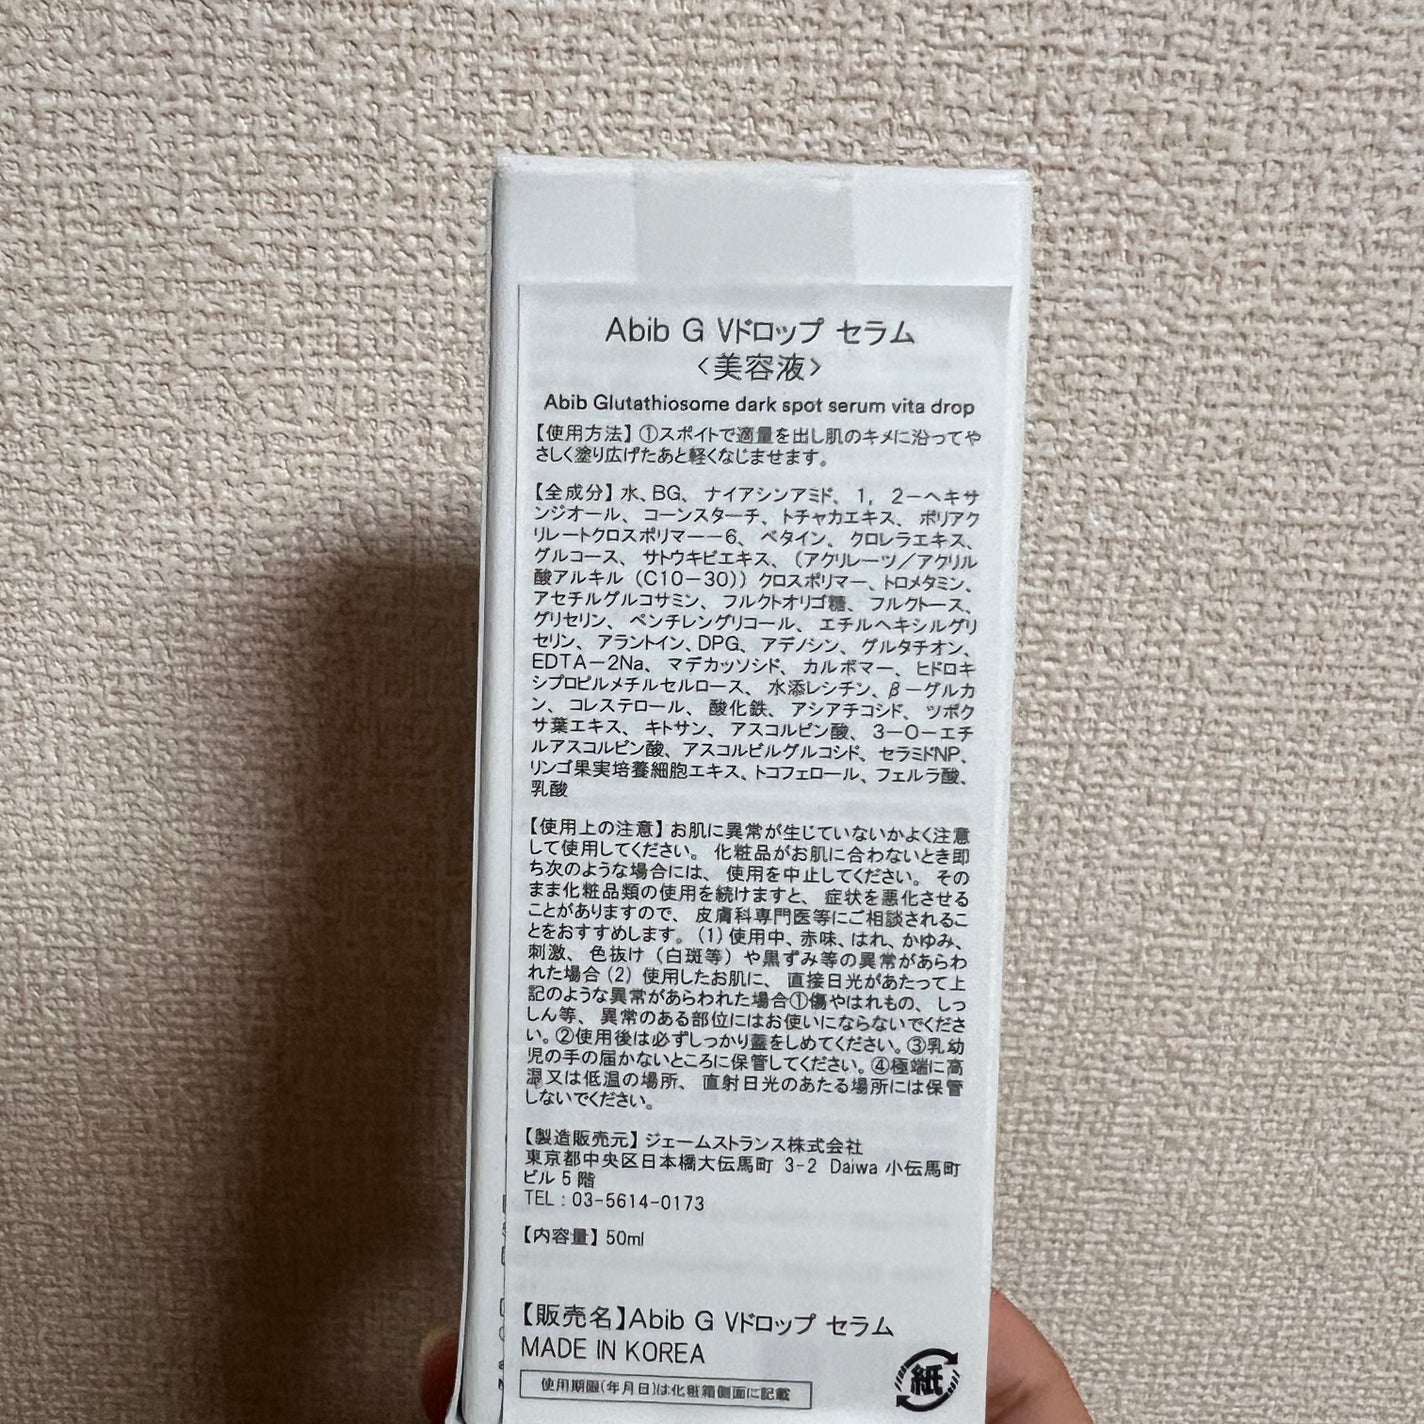 Abib G Vドロップ セラム
<美容液>
Abib Glutathiosome dark spot serum vita drop
【使用方法】①スポイトで適量を出し肌のキメに沿ってや
さしく塗り広げたあと軽くなじませます。
【全成分】水、BG、 ナイアシンアミド、 1, 2-ヘキサ
ンジオール、 コーンスターチ、トチャカエキス、 ポリアク
リレートクロスポリマー-6、 ベタイン、 クロレラエキス、
グルコース、 サトウキビエキス、 (アクリレーツ/アクリル
酸アルキル (C10-30)) クロスポリマー、トロメタミン、
アセチルグルコサミン、 フルクトオリゴ糖、 フルクトース、
グリセリン、 ペンチレングリコール、 エチルヘキシルグリ
セリン、 アラントイン、DPG、 アデノシン、 グルタチオン、
EDTA-2Na、 マデカッソシド、 カルボマー、 ヒドロキ
シプロピルメチルセルロース、 水添レシチン、β-グルカ
ン、 コレステロール、 酸化鉄、 アシアチコシド、 ツボク
サ葉エキス、 キトサン、 アスコルビン酸、 3-O-エチ
ルアスコルビン酸、アスコルビルグルコシド、 セラミドNP、
リンゴ果実培養細胞エキス、トコフェロール、フェルラ酸、
乳酸
【使用上の注意】お肌に異常が生じていないかよく注意
して使用してください。 化粧品がお肌に合わないとき即
ち次のような場合には、 使用を中止してください。 その
まま化粧品類の使用を続けますと、 症状を悪化させる
ことがありますので、 皮膚科専門医等にご相談されるこ
とをおすすめします。(1)使用中、赤味、はれ、かゆみ、
刺激、 色抜け (白斑等) や黒ずみ等の異常があらわ
れた場合(2) 使用したお肌に、 直接日光があたって上
記のような異常があらわれた場合①傷やはれもの、 しっ
しん等、 異常のある部位にはお使いにならないでくださ
い。②使用後は必ずしっかり蓋をしめてください。③乳幼
児の手の届かないところに保管してください。④極端に高
温又は低温の場所、 直射日光のあたる場所には保管
しないでください。
【製造販売元】ジェームストランス株式会社
東京都中央区日本橋大伝馬町 3-2 Daiwa 小伝馬町
ビル 5 階
TEL : 03-5614-0173
【内容量】50ml
【販売名】Abib G Vドロップ セラム
MADE IN KOREA
使用期限(年月日)は化粧箱側面に記載
紙